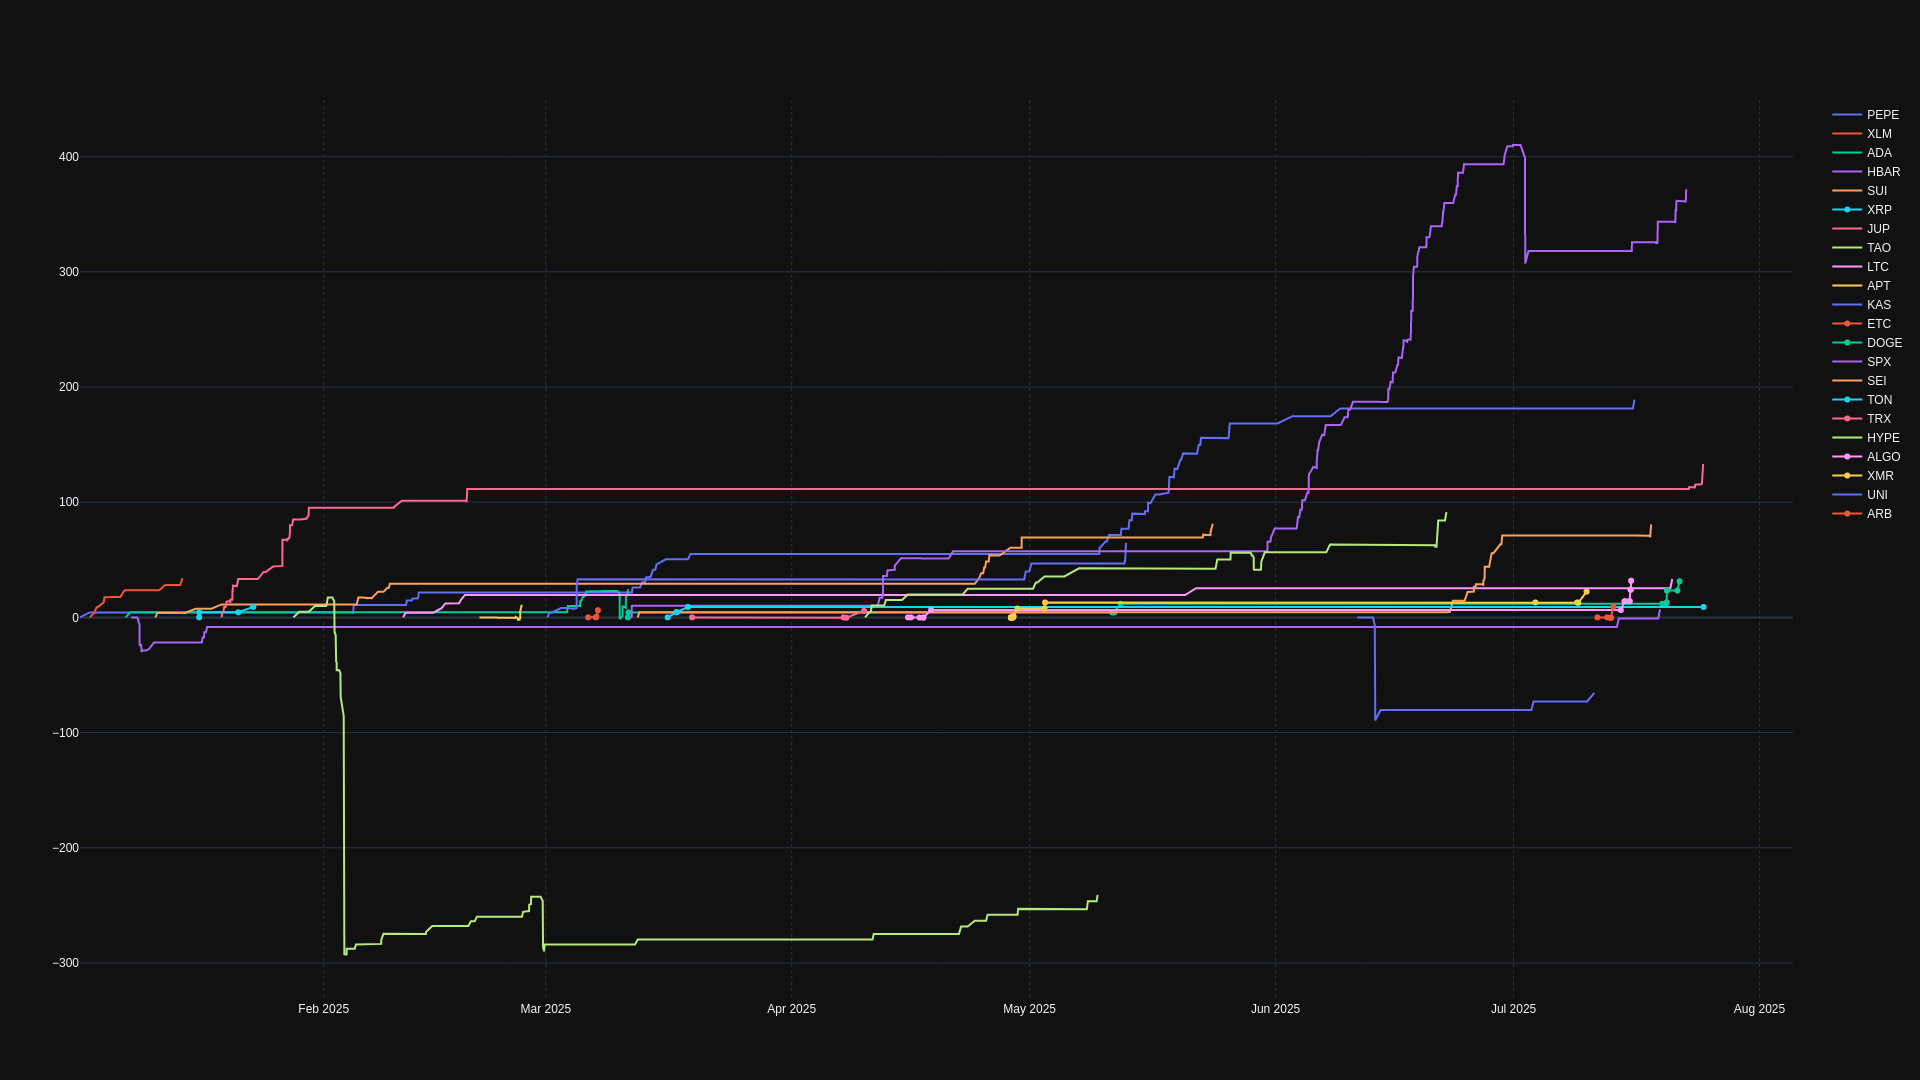 400
300
200
100
0
−100
−200
−300
Feb 2025
Mar 2025
Apr 2025
May 2025
Jun 2025
Jul 2025
Aug 2025
PEPE
XLM
ADA
HBAR
SUI
XRP
JUP
TAO
LTC
APT
KAS
ETC
DOGE
SPX
SEI
TON
TRX
HYPE
ALGO
XMR
UNI
ARB